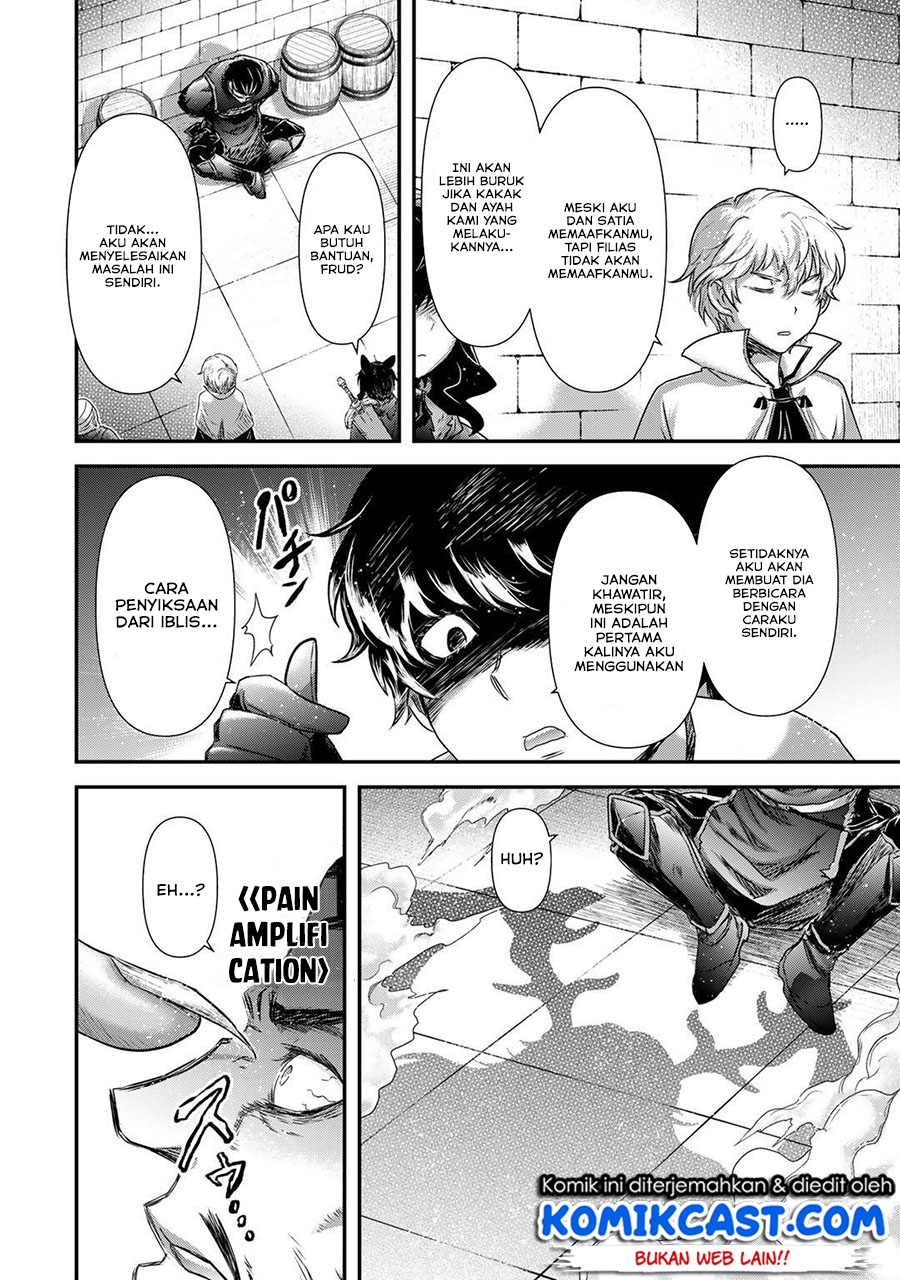 .....
MESKI AKU
DAN SATIA
MEMAAFKANMU,
TAPI FILIAS
TIDAK AKAN
MEMAAFKANMU.
INI AKAN
LEBIH BURUK
JIKA KAKAK
DAN AYAH
KAMI YANG
MELAKU-
KANNYA...
APA KAU
BUTUH
BANTUAN,
FRUD?
TIDAK...
AKU AKAN
MENYELESAIKAN
MASALAH INI
SENDIRI.
SETIDAKNYA
AKU AKAN
MEMBUAT DIA
BERBICARA
DENGAN
CARAKU
SENDIRI.
JANGAN
KHAWATIR,
MESKIPUN
INI ADALAH
PERTAMA
KALINYA AKU
MENGGUNAKAN
パチン
CARA
PENYIKSAAN
DARI IBLIS...
HUH?
《PAIN
AMPLIFI
CATION》
EH...?
スッ…
Komik ini diterjemahkan & diedit oleh
KOMIKCAST.COM
BUKAN WEB LAIN!!